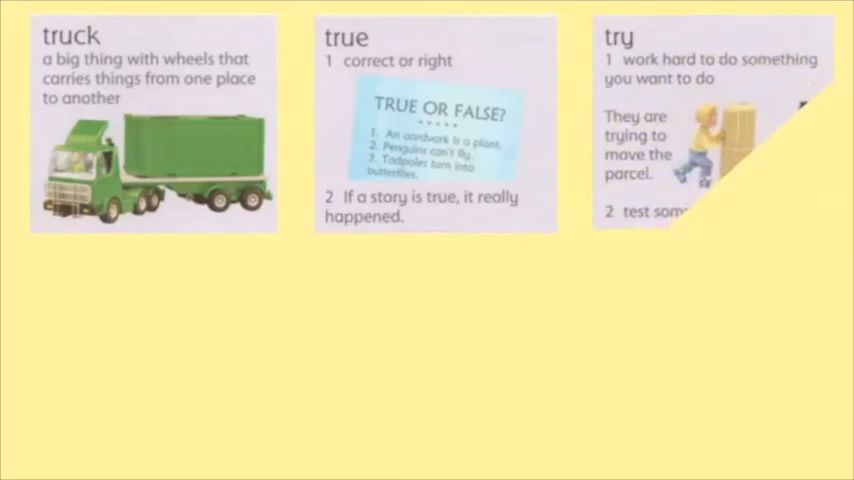 truck
a big thing with wheels that
carries things from one place
to another
true
1 correct or right
TRUE OR FALSE?
1. An aardvark is a plant.
2. Penguins can't fly.
3. Tadpoles turn into
butterflies.
2 If a story is true, it really
happened.
try
1 work hard to do something
you want to do
They are
trying to
move the
parcel.
2 test